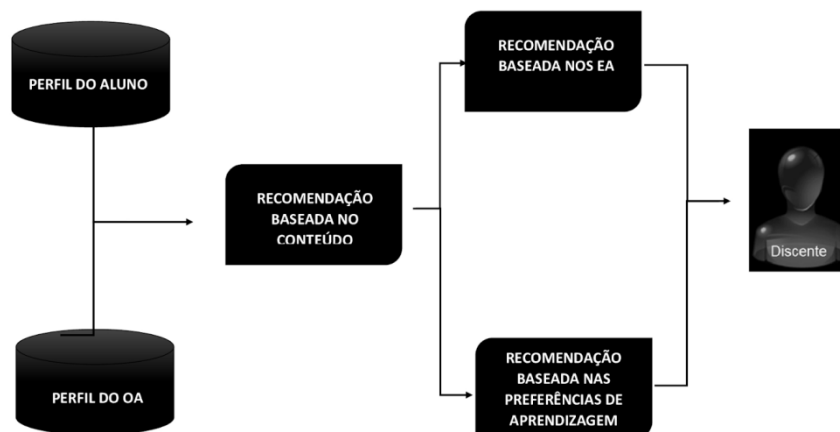 PERFIL DO ALUNO
PERFIL DO OA
RECOMENDAÇÃO
BASEADA NO
CONTEÚDO
RECOMENDAÇÃO
BASEADA NOS EA
RECOMENDAÇÃO
BASEADA NAS
PREFERÊNCIAS DE
APRENDIZAGEM
Discente